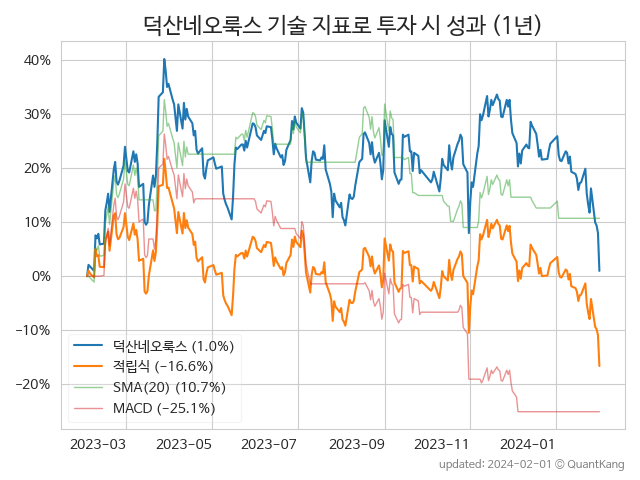 덕산네오룩스 기술 지표로 투자 시 성과 (1년)
40%
30%
20%
10%
0%
−10%
−20%
덕산네오룩스 (1.0%)
적립식 (−16.6%)
SMA(20) (10.7%)
MACD (−25.1%)
2023-03
2023-05
2023-07
2023-09
2023-11
2024-01
updated: 2024-02-01 © QuantKang